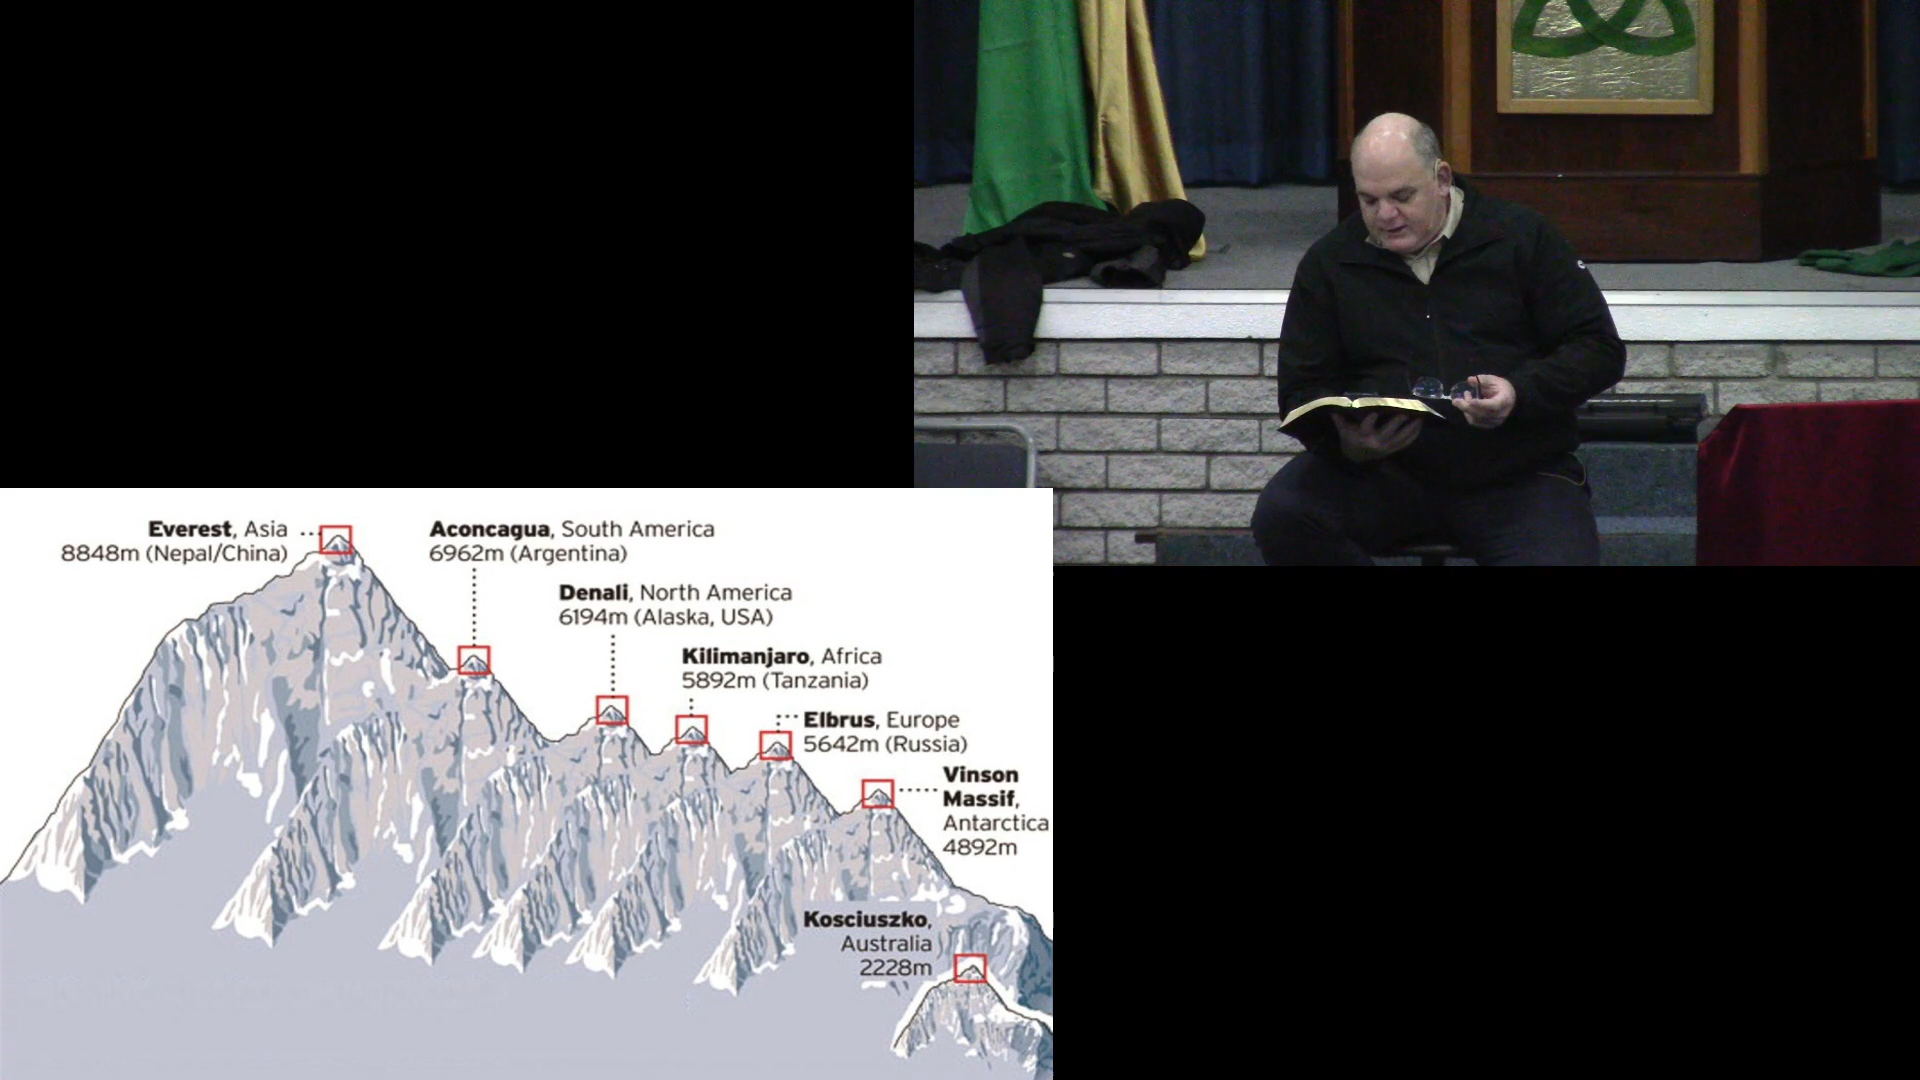 Everest, Asia
8848m (Nepal/China)
Aconcagua, South America
6962m (Argentina)
Denali, North America
6194m (Alaska, USA)
Kilimanjaro, Africa
5892m (Tanzania)
Elbrus, Europe
5642m (Russia)
Vinson
Massif,
Antarctica
4892m
Kosciuszko,
Australia
2228m